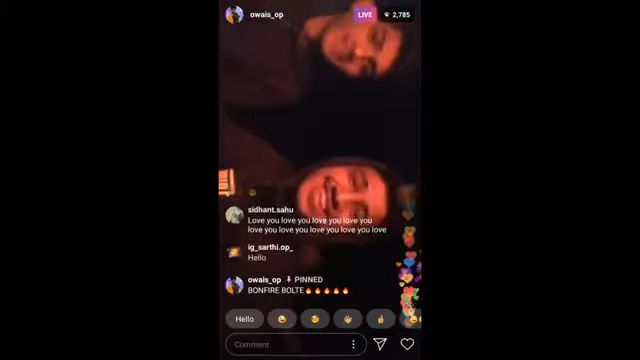 owais_op
LIVE
2,785
sidhant.sahu
Love you love you love you love you
love you love you love you love you love
ig_sarthi.op_
Hello
owais_op PINNED
BONFIRE BOLTE🔥🔥🔥🔥🔥
Hello
Comment